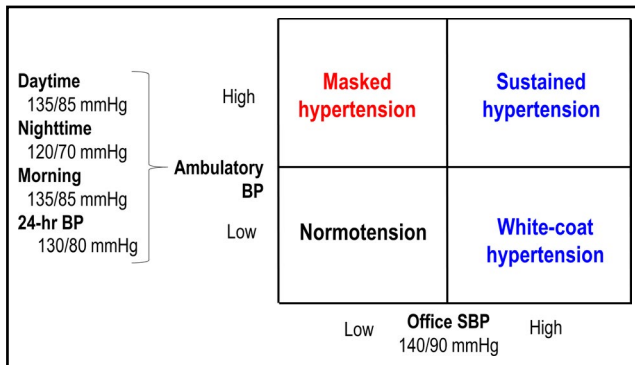 Daytime
135/85 mmHg
Nighttime
120/70 mmHg
Morning
135/85 mmHg
24-hr BP
130/80 mmHg
High
Ambulatory
BP
Low
Masked
hypertension
Sustained
hypertension
Normotension
White-coat
hypertension
Low
Office SBP
High
140/90 mmHg